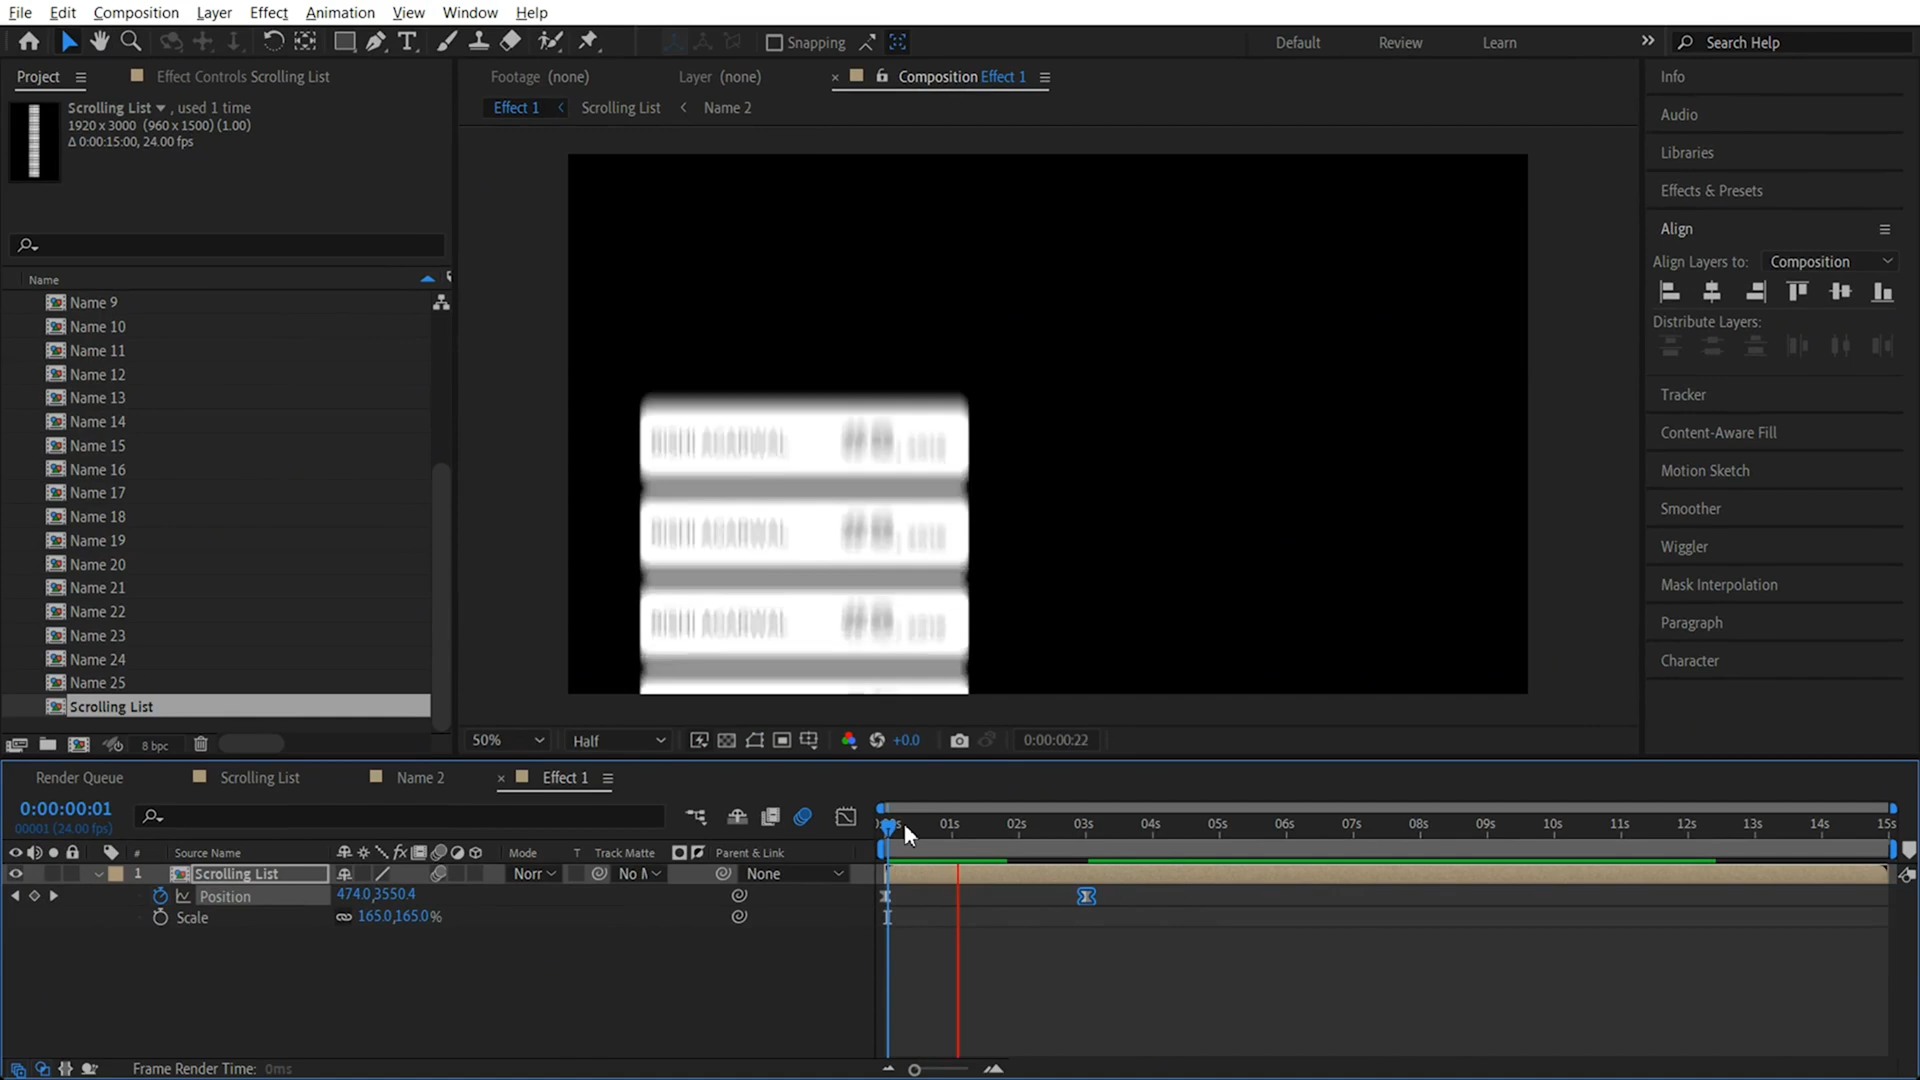 File Edit Composition Layer Effect Animation View Window Help
Snapping Default Review Learn Search Help
Project Effect Controls Scrolling List
Scrolling List , used 1 time
1920 x 3000 (960 x 1500) (1.00)
Δ 0:00:15:00, 24.00 fps
Name
Name 9
Name 10
Name 11
Name 12
Name 13
Name 14
Name 15
Name 16
Name 17
Name 18
Name 19
Name 20
Name 21
Name 22
Name 23
Name 24
Name 25
Scrolling List
8 bpc
Footage (none) Layer (none) × Composition Effect 1
Effect 1 Scrolling List Name 2
50% Half +0.0 0:00:00:22
Info
Audio
Libraries
Effects & Presets
Align
Align Layers to: Composition
Distribute Layers:
Tracker
Content-Aware Fill
Motion Sketch
Smoother
Wiggler
Mask Interpolation
Paragraph
Character
Render Queue Scrolling List Name 2 × Effect 1
0:00:00:01
00001 (24.00 fps)
01s 02s 03s 04s 05s 06s 07s 08s 09s 10s 11s 12s 13s 14s 15s
# Source Name Mode T Track Matte Parent & Link
1 Scrolling List Norr No M None
Position 474.0,3550.4
Scale 165.0,165.0%
Frame Render Time: 0ms